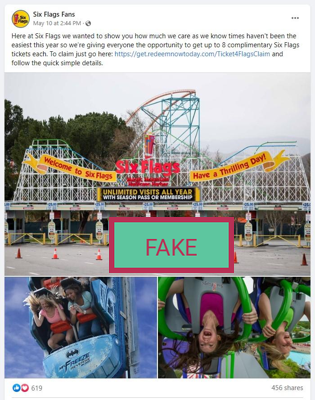 Six Flags Fans
May 10 at 2:44 PM ·
Here at Six Flags we wanted to show you how much we care as we know times haven't been the
easiest this year so we're giving everyone the opportunity to get up to 8 complimentary Six Flags
tickets each. To claim just go here: https://get.redeemnowtoday.com/Ticket4FlagsClaim and
follow the quick simple details.
Welcome to Six Flags
Six Flags
Have a Thrilling Day!
UNLIMITED VISITS ALL YEAR
WITH SEASON PASS OR MEMBERSHIP
FAKE
FREEZE
619
456 shares